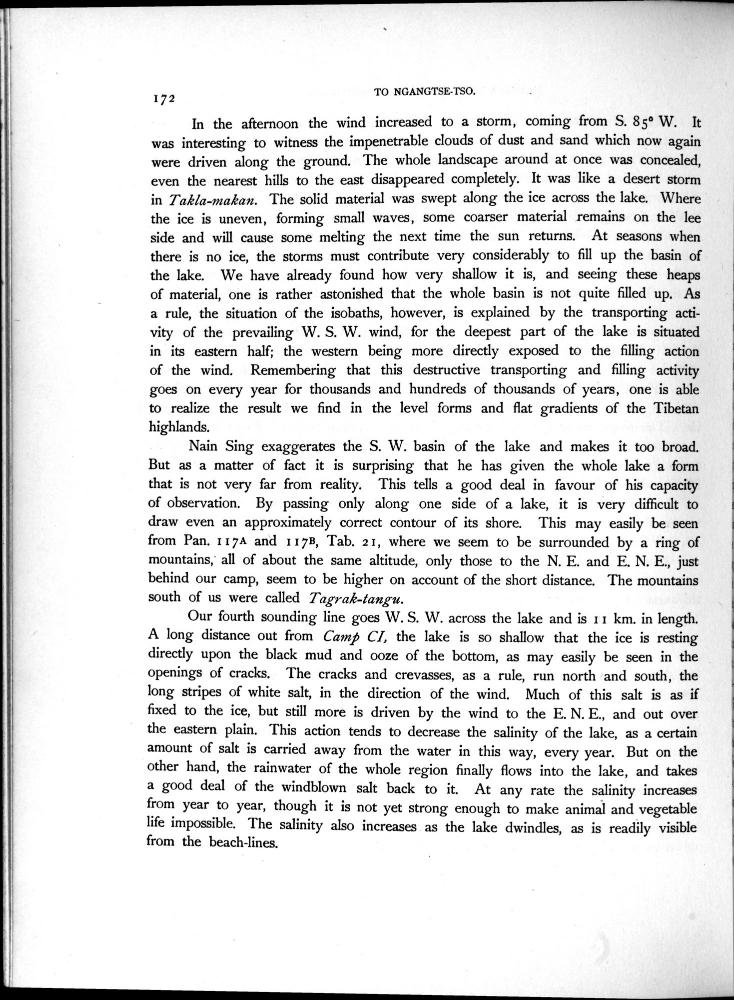 172
TO NGANGTSE-TSO.
In the afternoon the wind increased to a storm, coming from S. 85° W. It
was interesting to witness the impenetrable clouds of dust and sand which now again
were driven along the ground. The whole landscape around at once was concealed,
even the nearest hills to the east disappeared completely. It was like a desert storm
in Takla-makan. The solid material was swept along the ice across the lake. Where
the ice is uneven, forming small waves, some coarser material remains on the lee
side and will cause some melting the next time the sun returns. At seasons when
there is no ice, the storms must contribute very considerably to fill up the basin of
the lake. We have already found how very shallow it is, and seeing these heaps
of material, one is rather astonished that the whole basin is not quite filled up. As
a rule, the situation of the isobaths, however, is explained by the transporting acti-
vity of the prevailing W. S. W. wind, for the deepest part of the lake is situated
in its eastern half; the western being more directly exposed to the filling action
of the wind. Remembering that this destructive transporting and filling activity
goes on every year for thousands and hundreds of thousands of years, one is able
to realize the result we find in the level forms and flat gradients of the Tibetan
highlands.
Nain Sing exaggerates the S. W. basin of the lake and makes it too broad.
But as a matter of fact it is surprising that he has given the whole lake a form
that is not very far from reality. This tells a good deal in favour of his capacity
of observation. By passing only along one side of a lake, it is very difficult to
draw even an approximately correct contour of its shore. This may easily be seen
from Pan. 117A and 117B, Tab. 21, where we seem to be surrounded by a ring of
mountains, all of about the same altitude, only those to the N. E. and E. N. E., just
behind our camp, seem to be higher on account of the short distance. The mountains
south of us were called Tagrak-tangu.
Our fourth sounding line goes W. S. W. across the lake and is 11 km. in length.
A long distance out from Camp CI, the lake is so shallow that the ice is resting
directly upon the black mud and ooze of the bottom, as may easily be seen in the
openings of cracks. The cracks and crevasses, as a rule, run north and south, the
long stripes of white salt, in the direction of the wind. Much of this salt is as if
fixed to the ice, but still more is driven by the wind to the E. N. E., and out over
the eastern plain. This action tends to decrease the salinity of the lake, as a certain
amount of salt is carried away from the water in this way, every year. But on the
other hand, the rainwater of the whole region finally flows into the lake, and takes
a good deal of the windblown salt back to it. At any rate the salinity increases
from year to year, though it is not yet strong enough to make animal and vegetable
life impossible. The salinity also increases as the lake dwindles, as is readily visible
from the beach-lines.